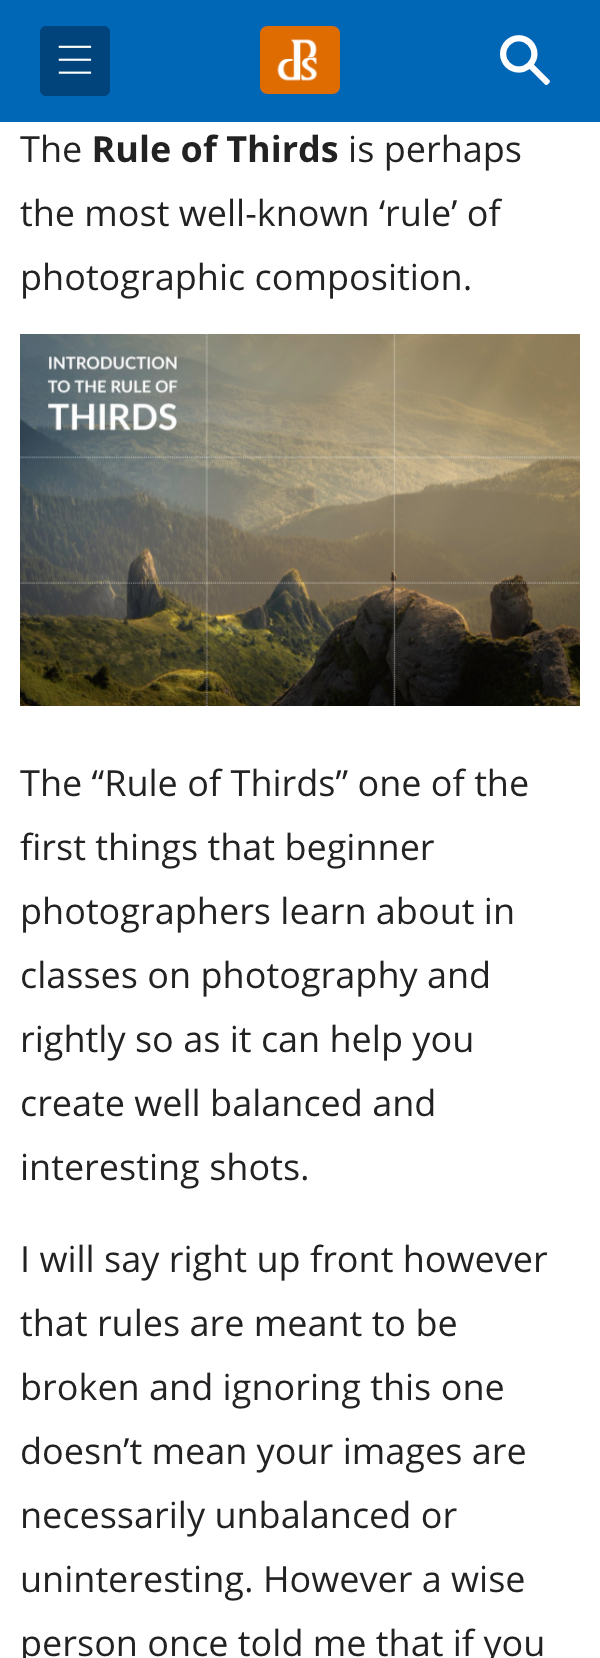 dPs
The Rule of Thirds is perhaps
the most well-known ‘rule’ of
photographic composition.
INTRODUCTION
TO THE RULE OF
THIRDS
The “Rule of Thirds” one of the
first things that beginner
photographers learn about in
classes on photography and
rightly so as it can help you
create well balanced and
interesting shots.
I will say right up front however
that rules are meant to be
broken and ignoring this one
doesn’t mean your images are
necessarily unbalanced or
uninteresting. However a wise
person once told me that if you